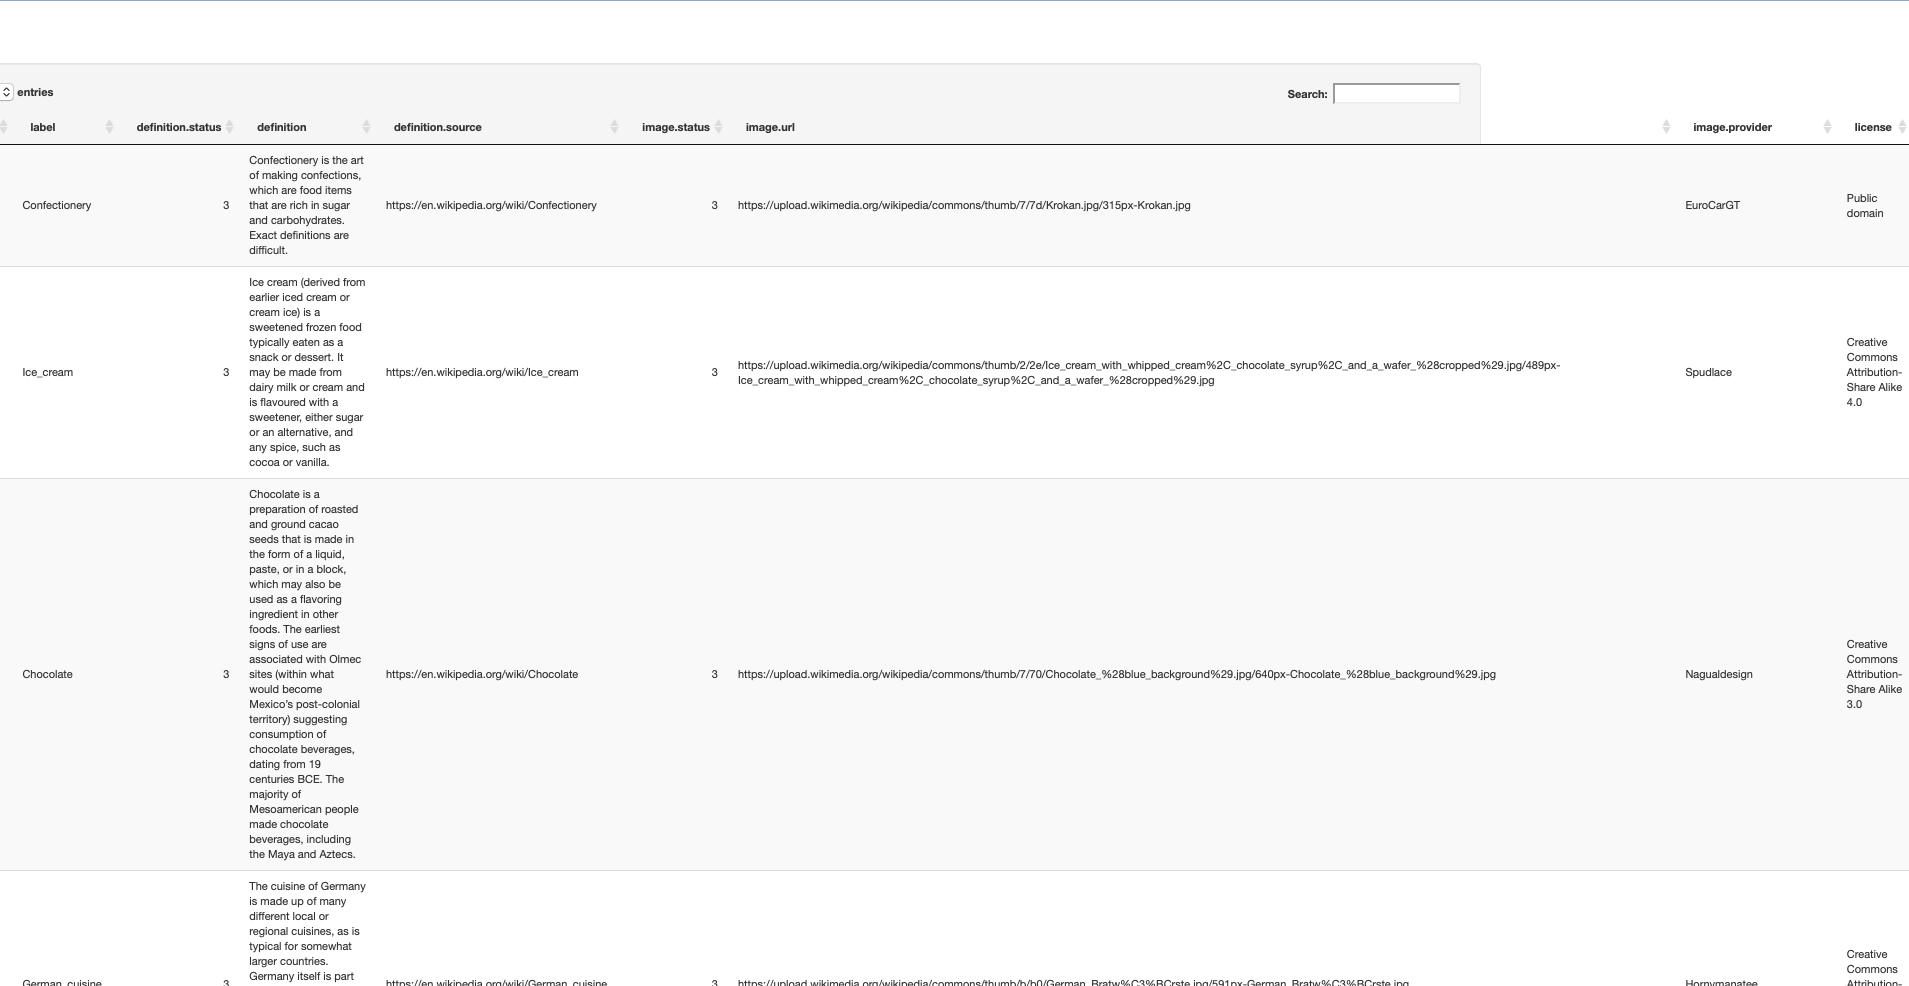 entries
Search:
label definition.status definition definition.source image.status image.url image.provider license
Confectionery is the art
of making confections,
which are food items
that are rich in sugar
and carbohydrates.
Exact definitions are
difficult.
Confectionery 3 https://en.wikipedia.org/wiki/Confectionery 3 https://upload.wikimedia.org/wikipedia/commons/thumb/7/7d/Krokan.jpg/315px-Krokan.jpg EuroCarGT
Public
domain
Ice cream (derived from
earlier iced cream or
cream ice) is a
sweetened frozen food
typically eaten as a
snack or dessert. It
may be made from
dairy milk or cream and
is flavoured with a
sweetener, either sugar
or an alternative, and
any spice, such as
cocoa or vanilla.
Ice_cream 3 https://en.wikipedia.org/wiki/Ice_cream 3
https://upload.wikimedia.org/wikipedia/commons/thumb/2/2e/Ice_cream_with_whipped_cream%2C_chocolate_syrup%2C_and_a_wafer_%28cropped%29.jpg/489px-
Ice_cream_with_whipped_cream%2C_chocolate_syrup%2C_and_a_wafer_%28cropped%29.jpg
Spudlace
Creative
Commons
Attribution-
Share Alike
4.0
Chocolate is a
preparation of roasted
and ground cacao
seeds that is made in
the form of a liquid,
paste, or in a block,
which may also be
used as a flavoring
ingredient in other
foods. The earliest
signs of use are
associated with Olmec
sites (within what
would become
Mexico's post-colonial
territory) suggesting
consumption of
chocolate beverages,
dating from 19
centuries BCE. The
majority of
Mesoamerican people
made chocolate
beverages, including
the Maya and Aztecs.
Chocolate 3 https://en.wikipedia.org/wiki/Chocolate 3 https://upload.wikimedia.org/wikipedia/commons/thumb/7/70/Chocolate_%28blue_background%29.jpg/640px-Chocolate_%28blue_background%29.jpg Nagualdesign
Creative
Commons
Attribution-
Share Alike
3.0
The cuisine of Germany
is made up of many
different local or
regional cuisines, as is
typical for somewhat
larger countries.
Germany itself is part
German_cuisine 3 https://en.wikipedia.org/wiki/German_cuisine 3 https://upload.wikimedia.org/wikipedia/commons/thumb/b/b0/German_Bratw%C3%BCrste.jpg/591px-German_Bratw%C3%BCrste.jpg Hornymanatee
Creative
Commons
Attribution-